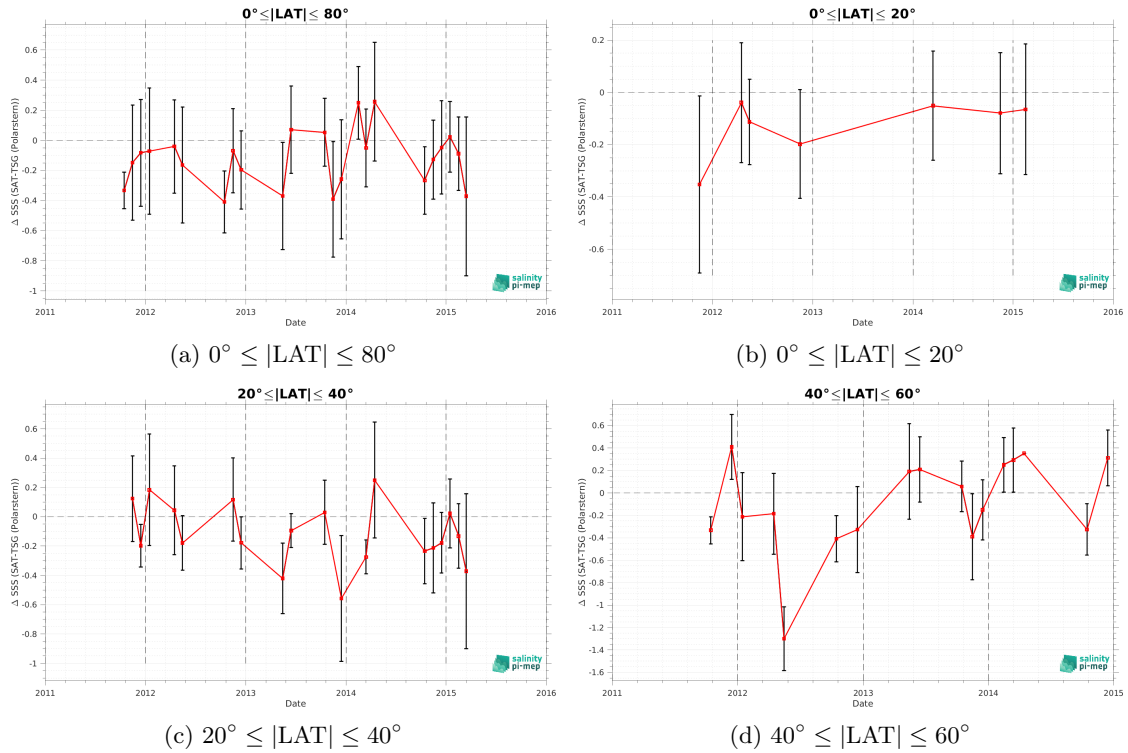 0°≤|LAT|≤ 80°
Δ SSS (SAT-TSG (Polarstern))
0.6
0.4
0.2
0
-0.2
-0.4
-0.6
-0.8
-1
2011 2012 2013 2014 2015 2016
Date
salinity
pi-mep
(a) 0° ≤ |LAT| ≤ 80°
0°≤|LAT|≤ 20°
Δ SSS (SAT-TSG (Polarstern))
0.2
0
-0.2
-0.4
-0.6
2011 2012 2013 2014 2015 2016
Date
salinity
pi-mep
(b) 0° ≤ |LAT| ≤ 20°
20°≤|LAT|≤ 40°
Δ SSS (SAT-TSG (Polarstern))
0.6
0.4
0.2
0
-0.2
-0.4
-0.6
-0.8
-1
2011 2012 2013 2014 2015 2016
Date
salinity
pi-mep
(c) 20° ≤ |LAT| ≤ 40°
40°≤|LAT|≤ 60°
Δ SSS (SAT-TSG (Polarstern))
0.6
0.4
0.2
0
-0.2
-0.4
-0.6
-0.8
-1
-1.2
-1.4
-1.6
2011 2012 2013 2014 2015
Date
salinity
pi-mep
(d) 40° ≤ |LAT| ≤ 60°